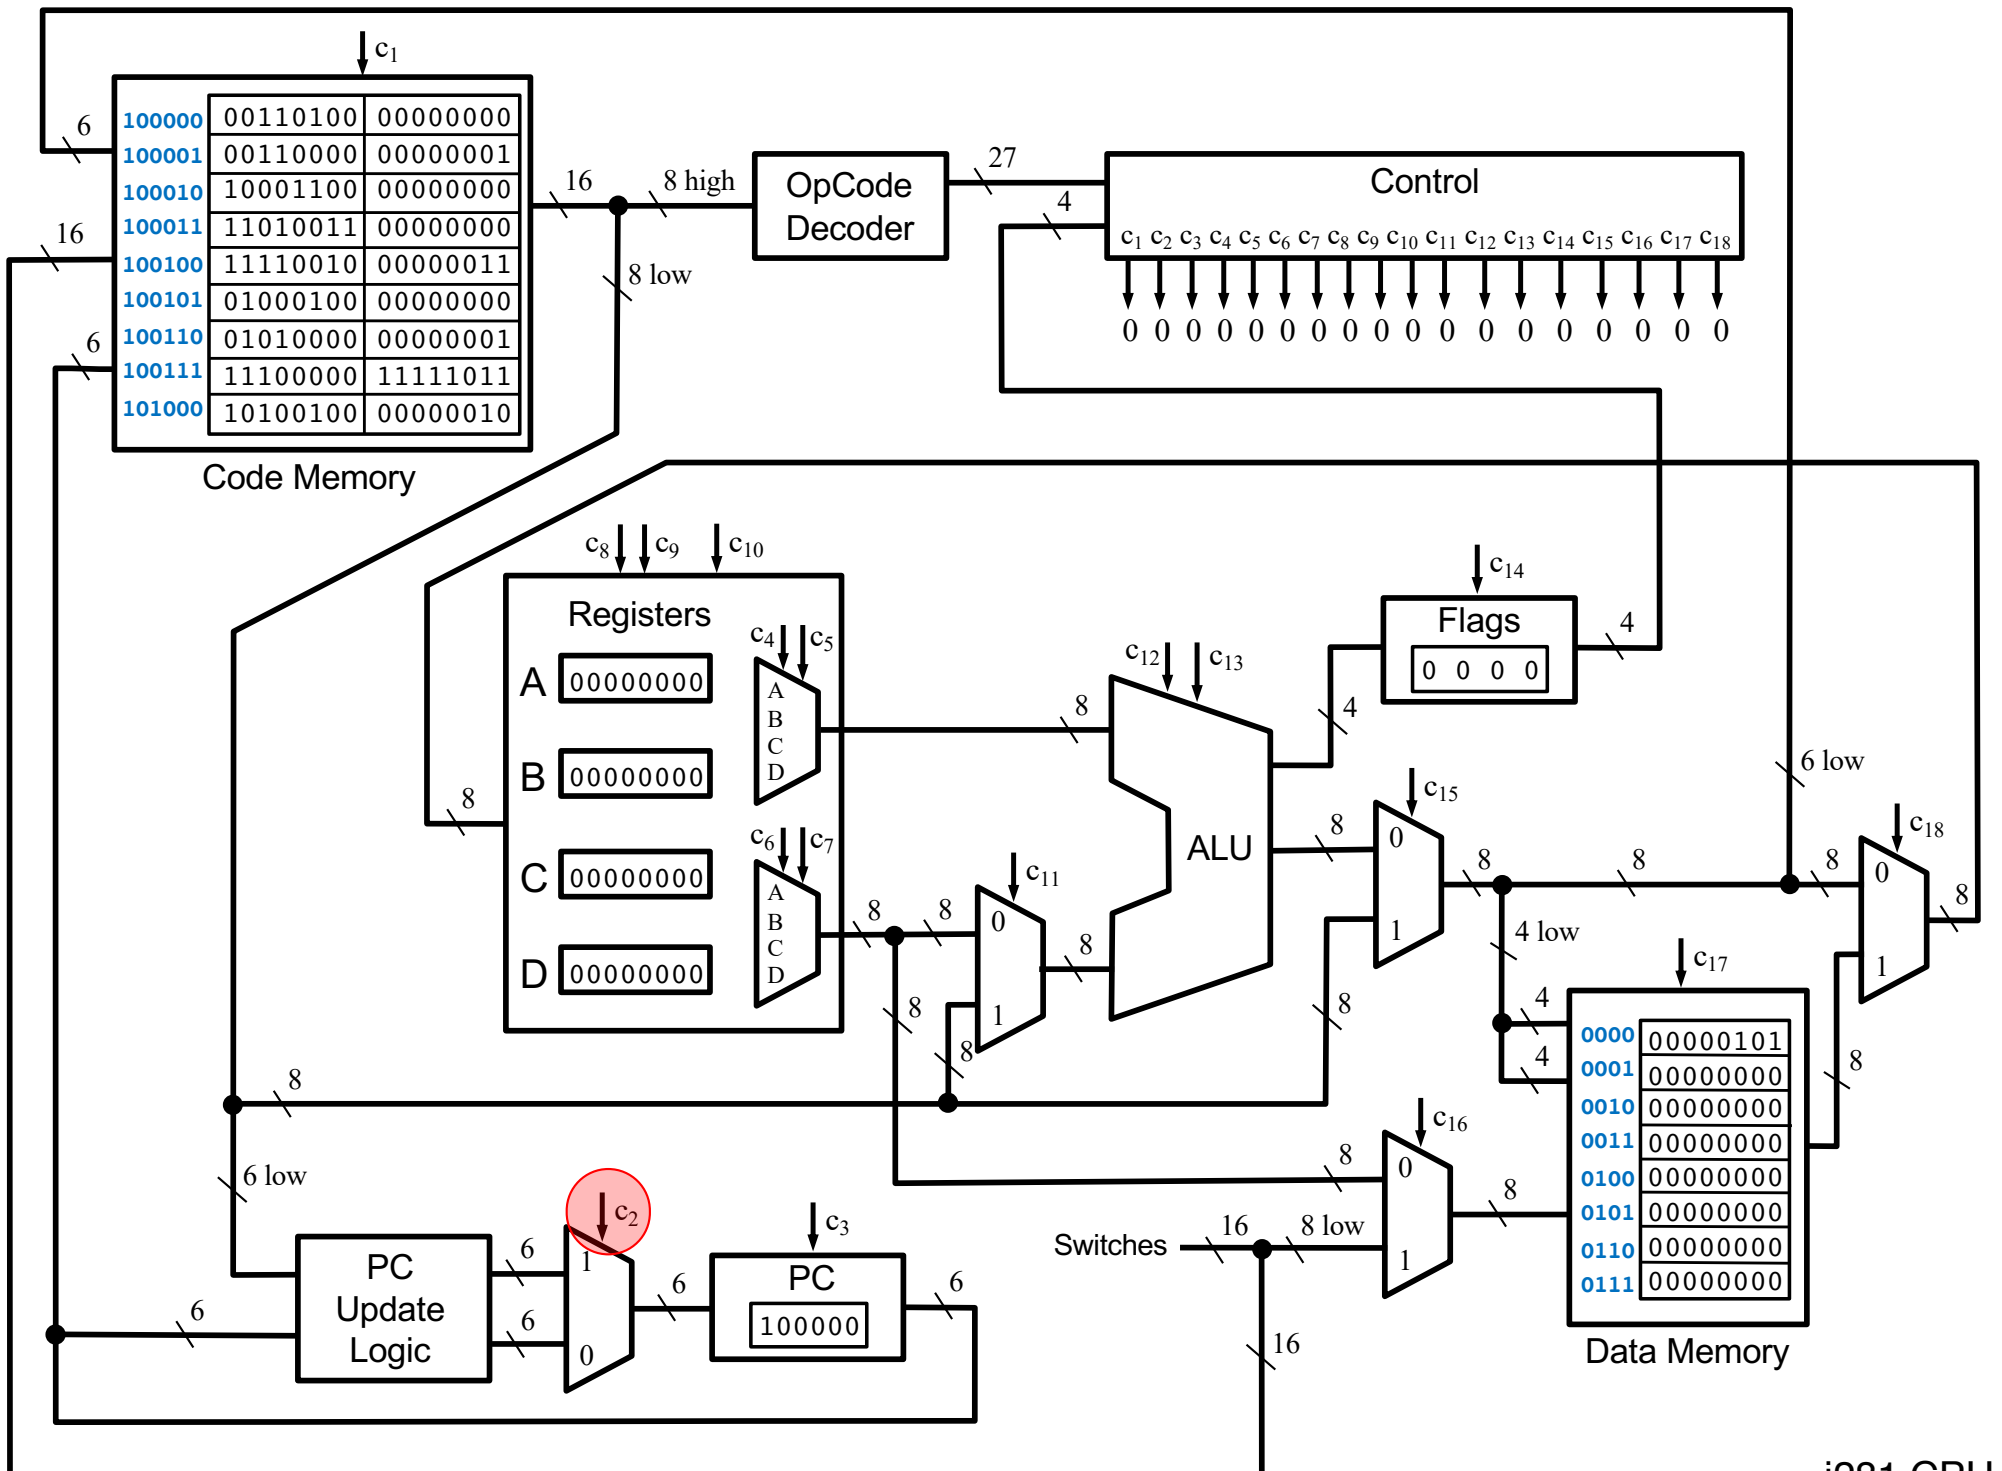 c1
6
16
6
100000 00110100 00000000
100001 00110000 00000001
100010 10001100 00000000
100011 11010011 00000000
100100 11110010 00000011
100101 01000100 00000000
100110 01010000 00000001
100111 11100000 11111011
101000 10100100 00000010
Code Memory
16
8 high
8 low
OpCode
Decoder
27
4
Control
c1 c2 c3 c4 c5 c6 c7 c8 c9 c10 c11 c12 c13 c14 c15 c16 c17 c18
0 0 0 0 0 0 0 0 0 0 0 0 0 0 0 0 0 0
c8 c9 c10
8
Registers
A 00000000
B 00000000
C 00000000
D 00000000
c4 c5
A
B
C
D
c6 c7
A
B
C
D
8
8
8
8
c11
0
1
8
8
c12 c13
ALU
4
c14
Flags
0 0 0 0
4
8
c15
0
1
8
8
8
6 low
8
c18
0
1
8
4 low
4
4
c17
0000 00000101
0001 00000000
0010 00000000
0011 00000000
0100 00000000
0101 00000000
0110 00000000
0111 00000000
Data Memory
8
8
6 low
6
PC
Update
Logic
6
6
c2
1
0
6
c3
PC
100000
6
Switches
16
8 low
16
8
c16
0
1
8